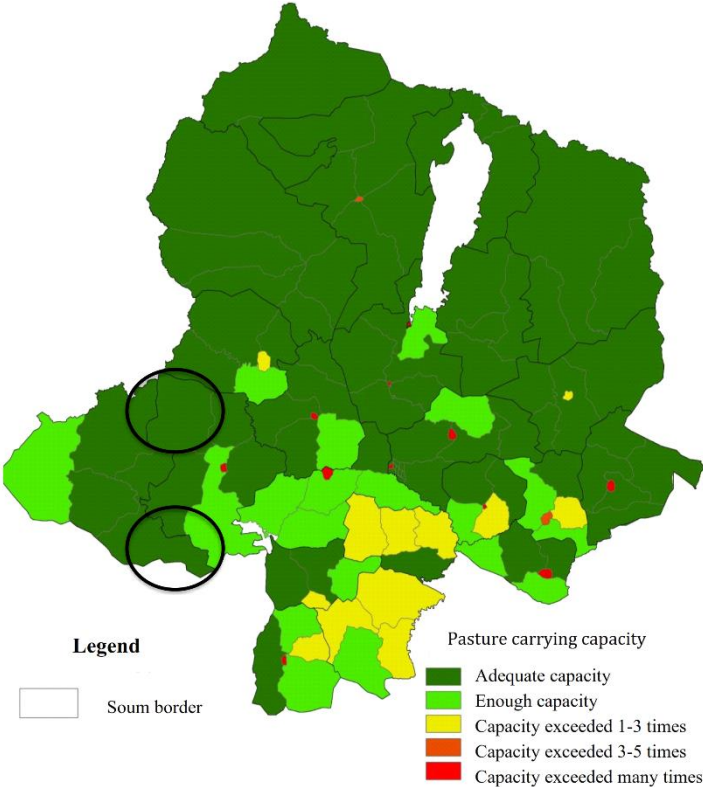 Legend
Soum border
Pasture carrying capacity
Adequate capacity
Enough capacity
Capacity exceeded 1-3 times
Capacity exceeded 3-5 times
Capacity exceeded many times